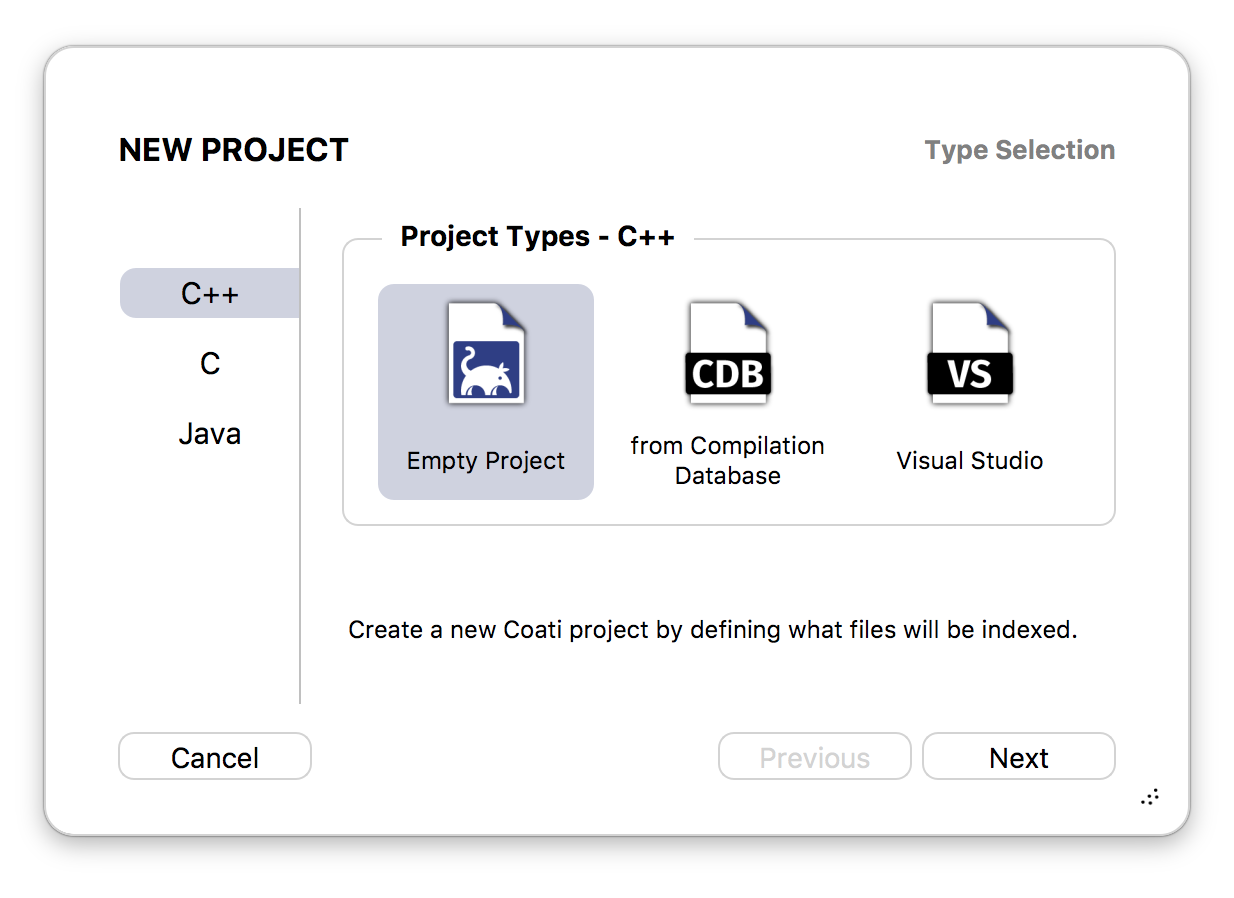 NEW PROJECT
Type Selection
C++
C
Java
Project Types - C++
CDB
VS
Empty Project
from Compilation
Database
Visual Studio
Create a new Coati project by defining what files will be indexed.
Cancel
Previous
Next